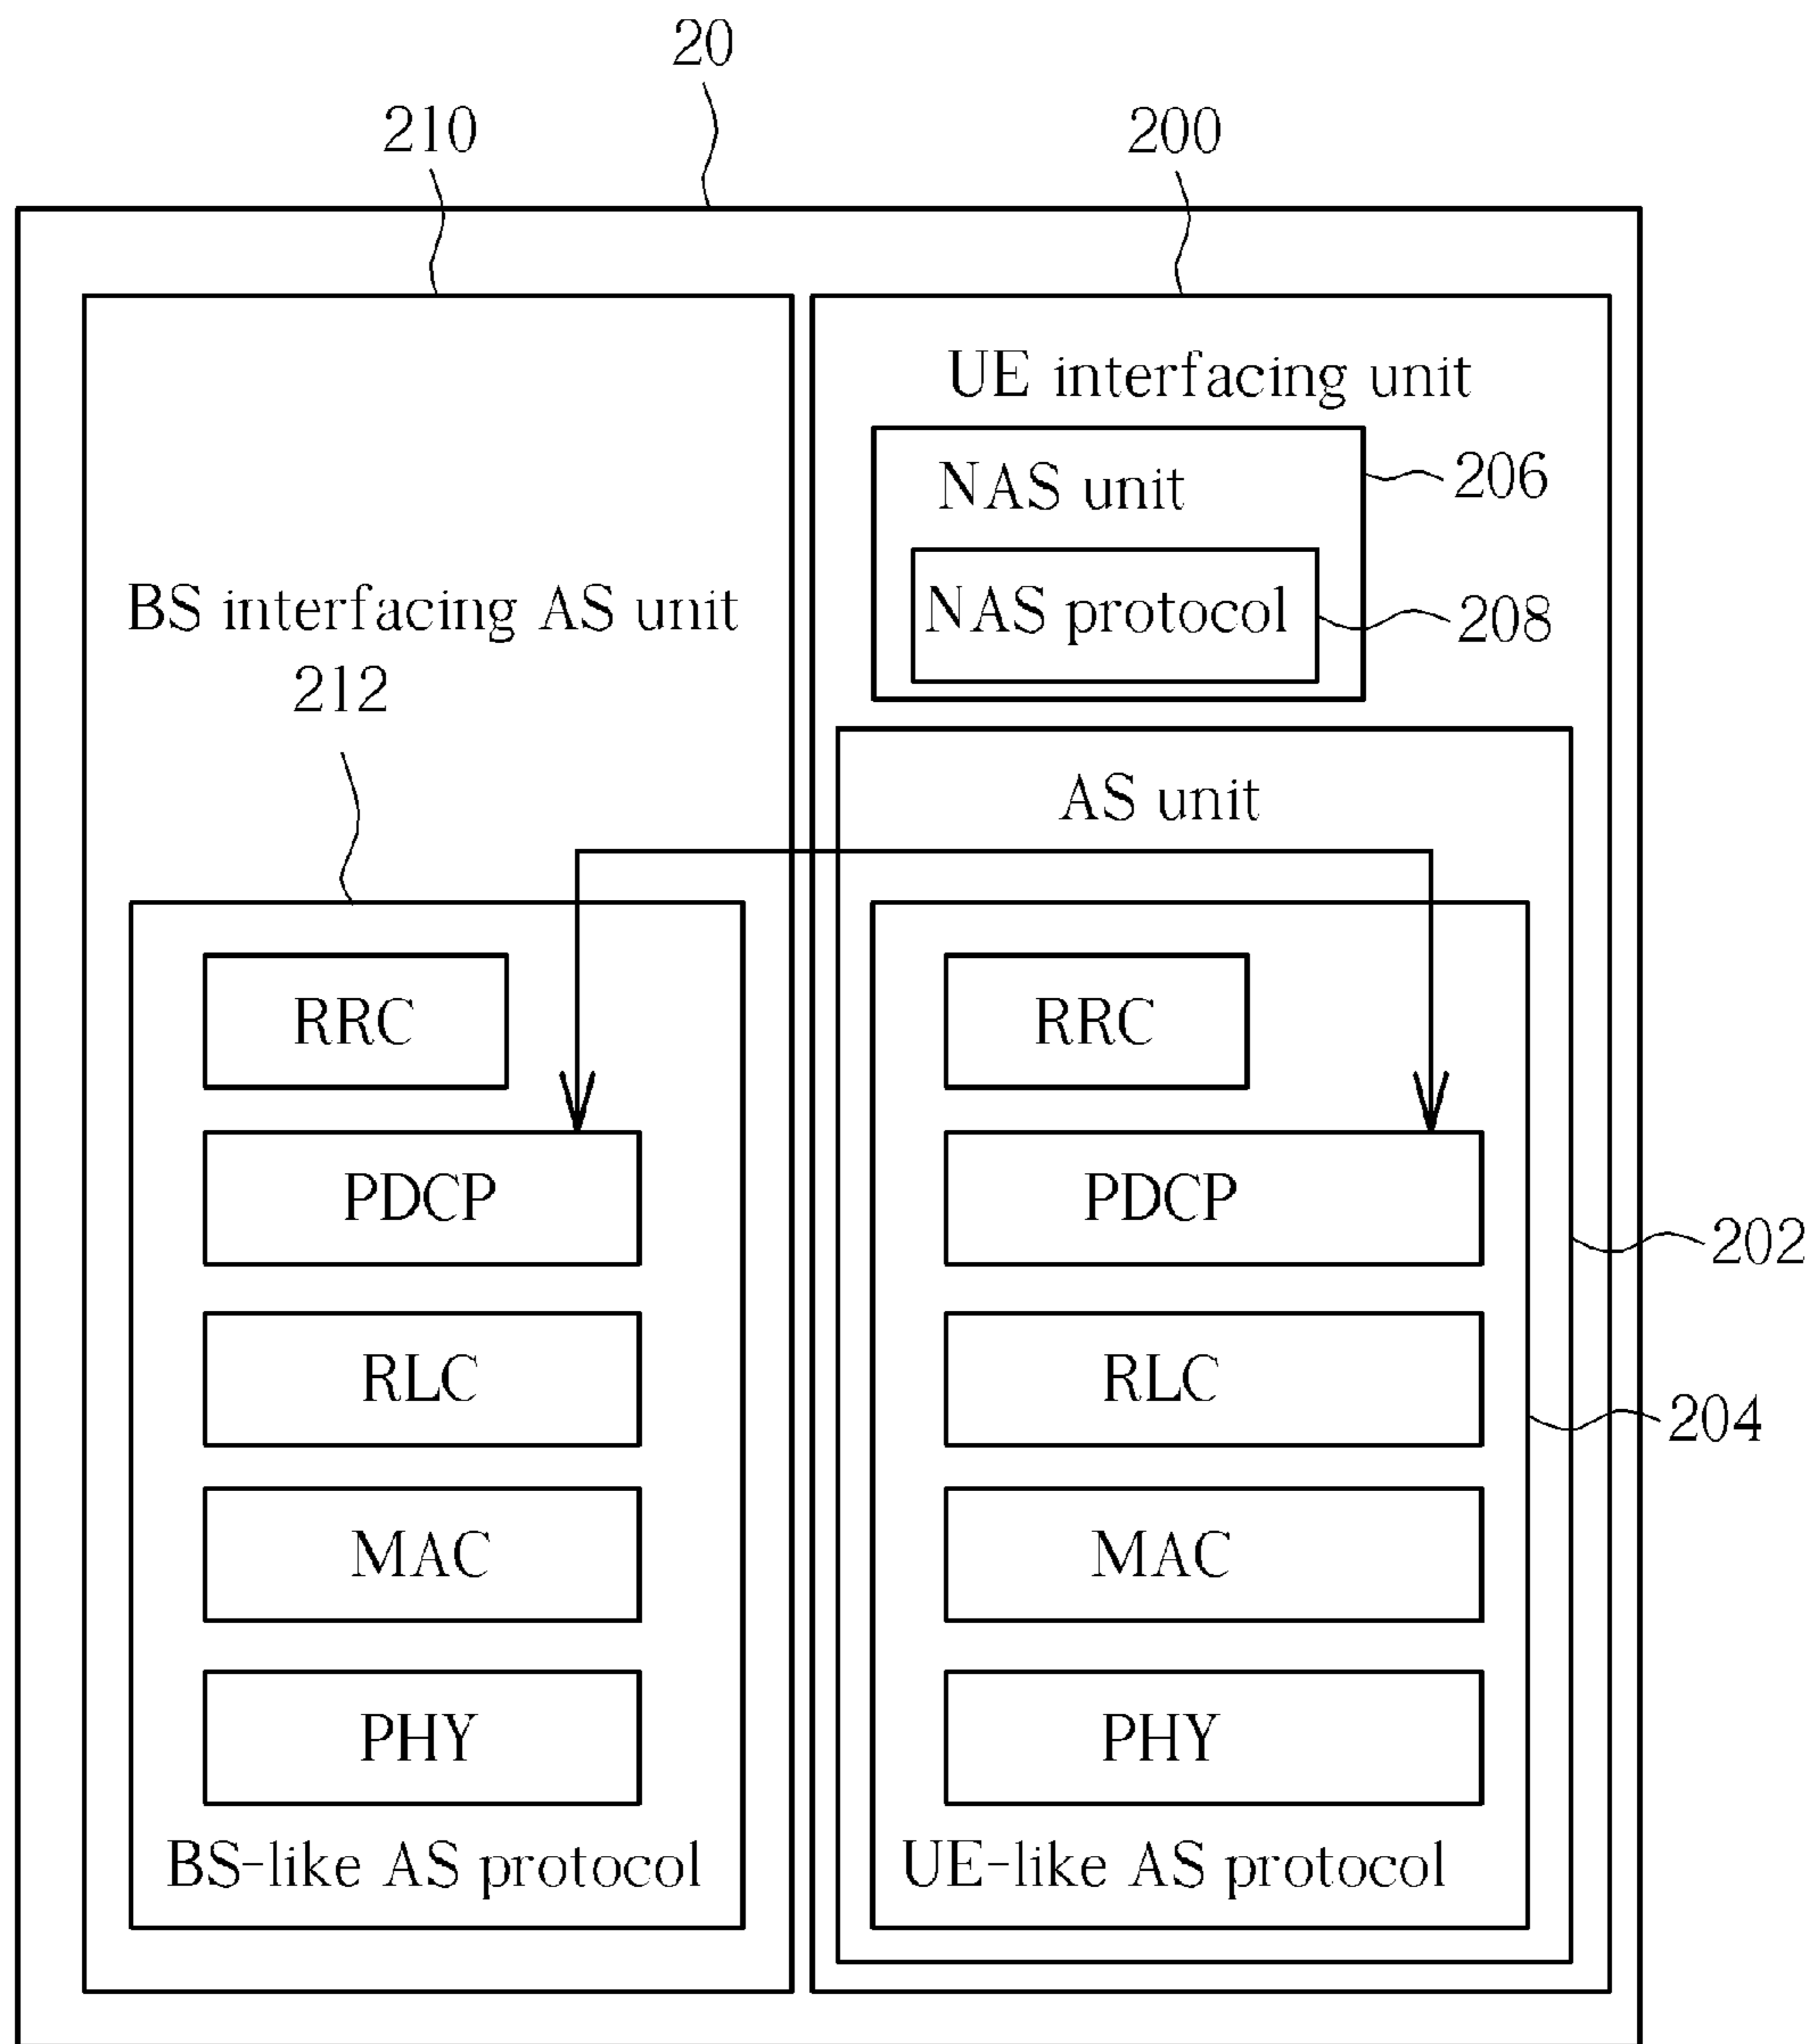 20
210
200
UE interfacing unit
NAS unit
206
NAS protocol
208
BS interfacing AS unit
212
AS unit
RRC
RRC
PDCP
PDCP
202
RLC
RLC
204
MAC
MAC
PHY
PHY
BS-like AS protocol
UE-like AS protocol